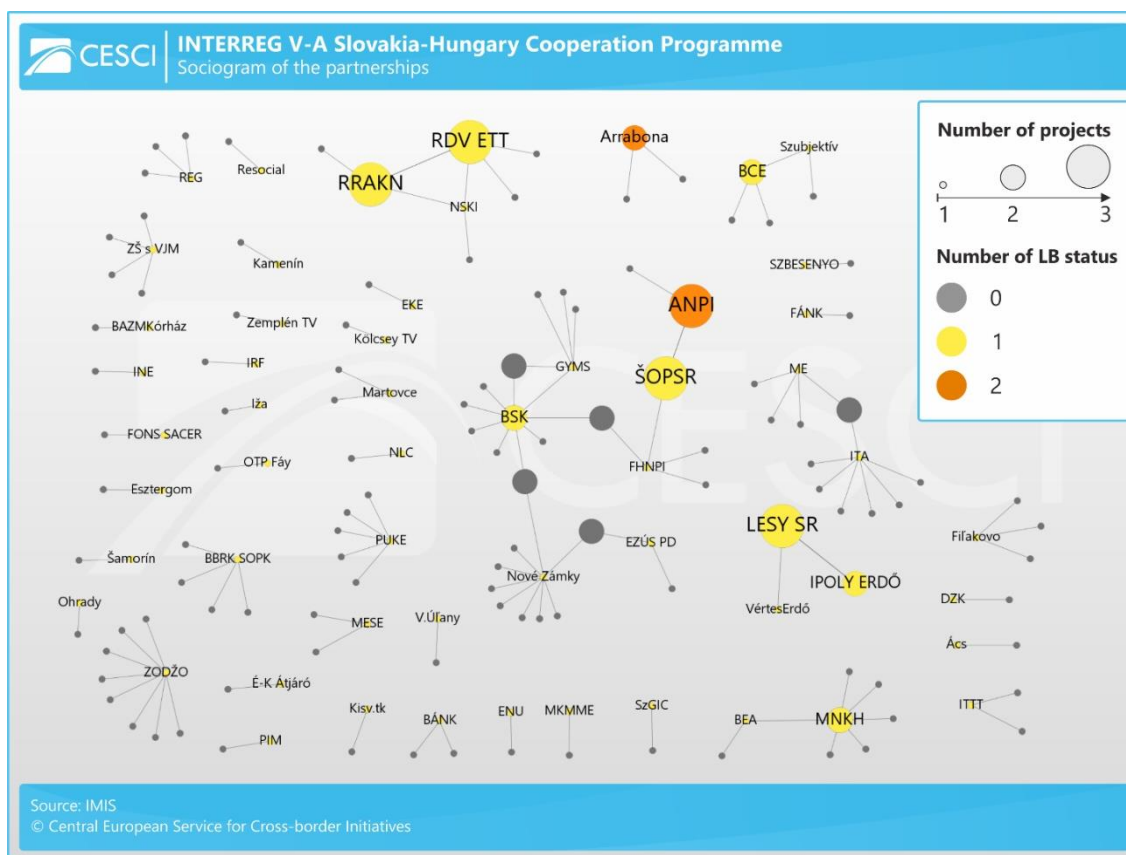 CESCI
INTERREG V-A Slovakia-Hungary Cooperation Programme
Sociogram of the partnerships
Number of projects
1 2 3
Number of LB status
0
1
2
RDV ETT
Arrabona
Szubjektív
REG
Resocial
RRAKN
BCE
NSKI
ZŠ s VJM
Kamenín
SZBESENYO
EKE
ANPI
FÁNK
BAZMKórház
Zemplén TV
Kölcsey TV
INE
IRF
GYMS
ŠOPSR
ME
Martovce
Iža
BSK
FONS SACER
NLC
FHNPI
ITA
OTP Fáy
Esztergom
LESY SR
Fiľakovo
Šamorín
BBRK SOPK
PUKE
EZÚS PD
Nové Zámky
IPOLY ERDŐ
Ohrady
VértesErdő
DZK
MESE
V.Úľany
Ács
ZODŽO
É-K Átjáró
Kisv.tk
BÁNK
ENU
MKMME
SzGIC
BEA
MNKH
ITTT
PIM
CESCI
Source: IMIS
© Central European Service for Cross-border Initiatives